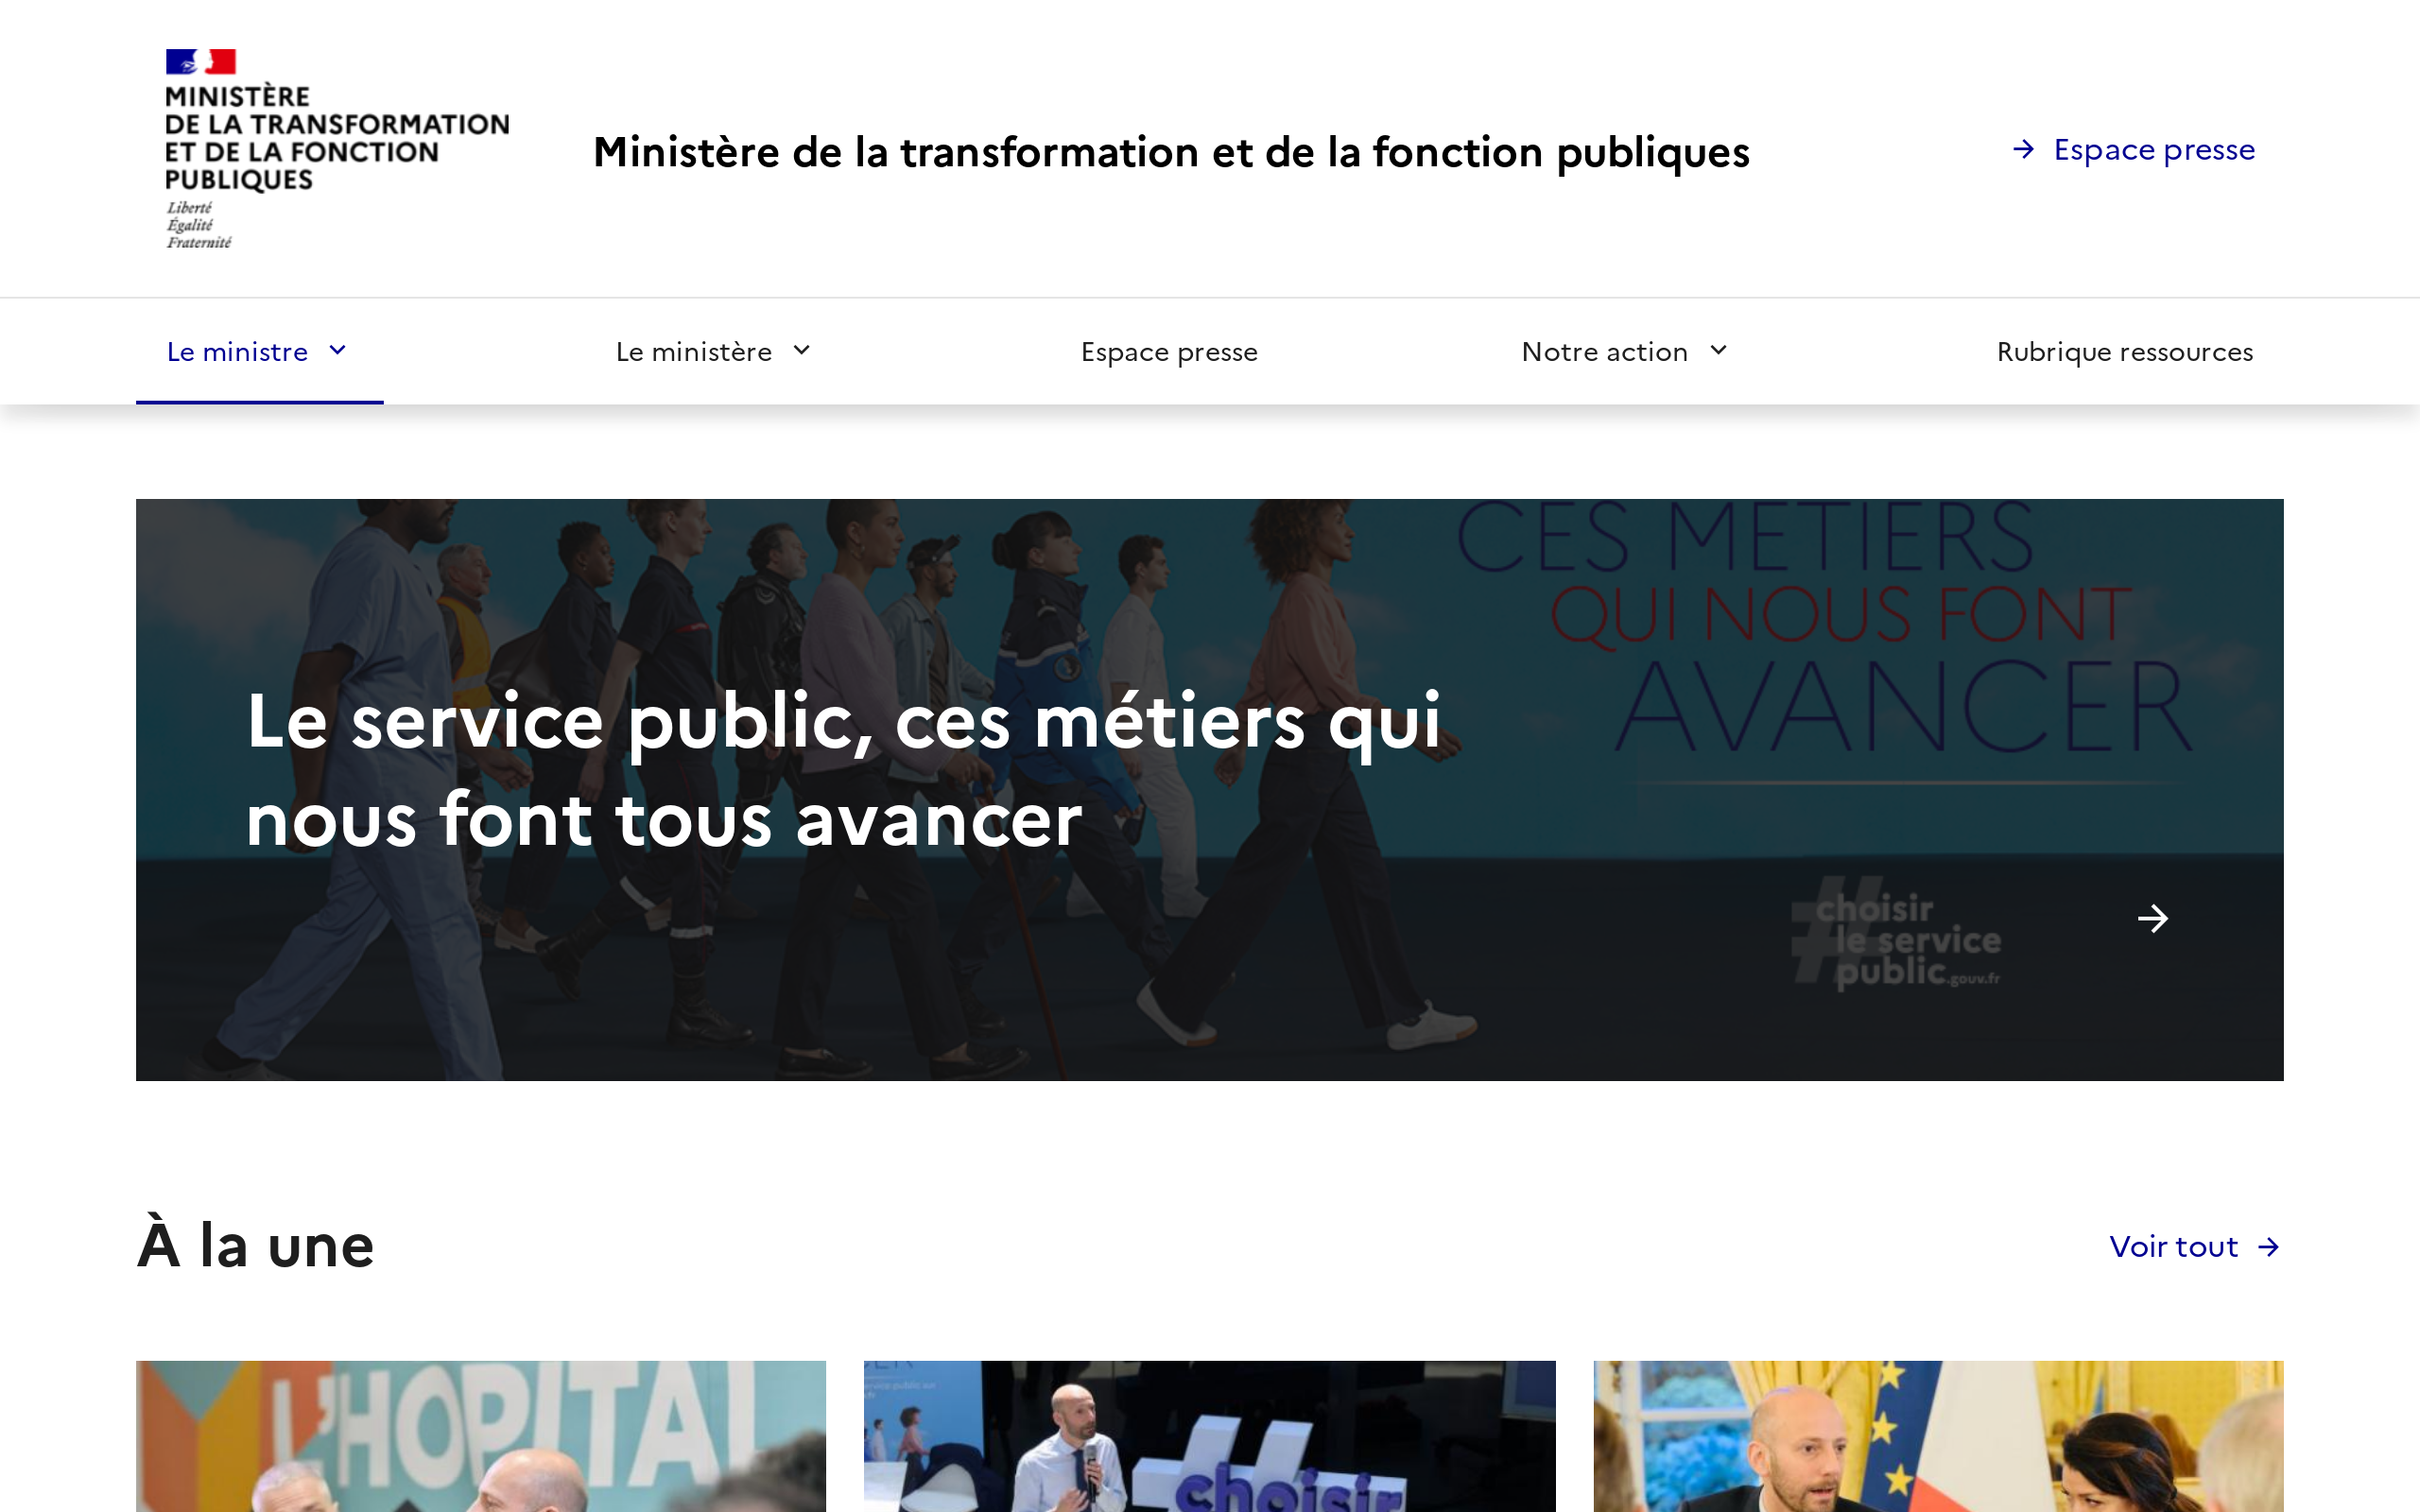 MINISTÈRE
DE LA TRANSFORMATION
ET DE LA FONCTION
PUBLIQUES
Liberté
Égalité
Fraternité
Ministère de la transformation et de la fonction publiques
Espace presse
Le ministre
Le ministère
Espace presse
Notre action
Rubrique ressources
CES MÉTIERS
QUI NOUS FONT
AVANCER
Le service public, ces métiers qui
nous font tous avancer
#choisir
le service
public.gouv.fr
À la une
Voir tout
L'HOPITAL
#choisir